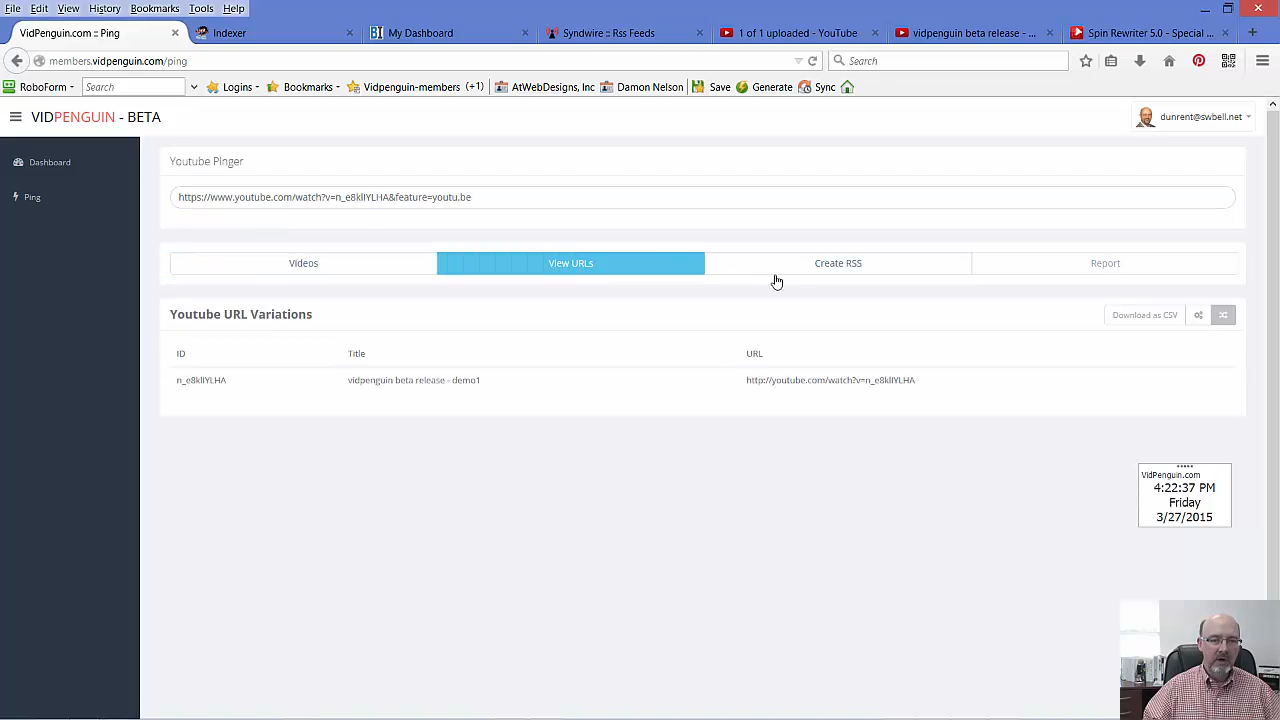 File Edit View History Bookmarks Tools Help
VidPenguin.com :: Ping
Indexer
My Dashboard
Syndwire :: Rss Feeds
1 of 1 uploaded - YouTube
vidpenguin beta release - ...
Spin Rewriter 5.0 - Special ...
members.vidpenguin.com/ping
Search
RoboForm
Search
Logins
Bookmarks
Vidpenguin-members (+1)
AtWebDesigns, Inc
Damon Nelson
Save
Generate
Sync
VIDPENGUIN - BETA
dunrent@swbell.net
Dashboard
Ping
Youtube Pinger
https://www.youtube.com/watch?v=n_e8klIYLHA&feature=youtu.be
Videos
View URLs
Create RSS
Report
Youtube URL Variations
Download as CSV
ID Title URL
n_e8klIYLHA vidpenguin beta release - demo1 http://youtube.com/watch?v=n_e8klIYLHA
VidPenguin.com
4:22:37 PM
Friday
3/27/2015